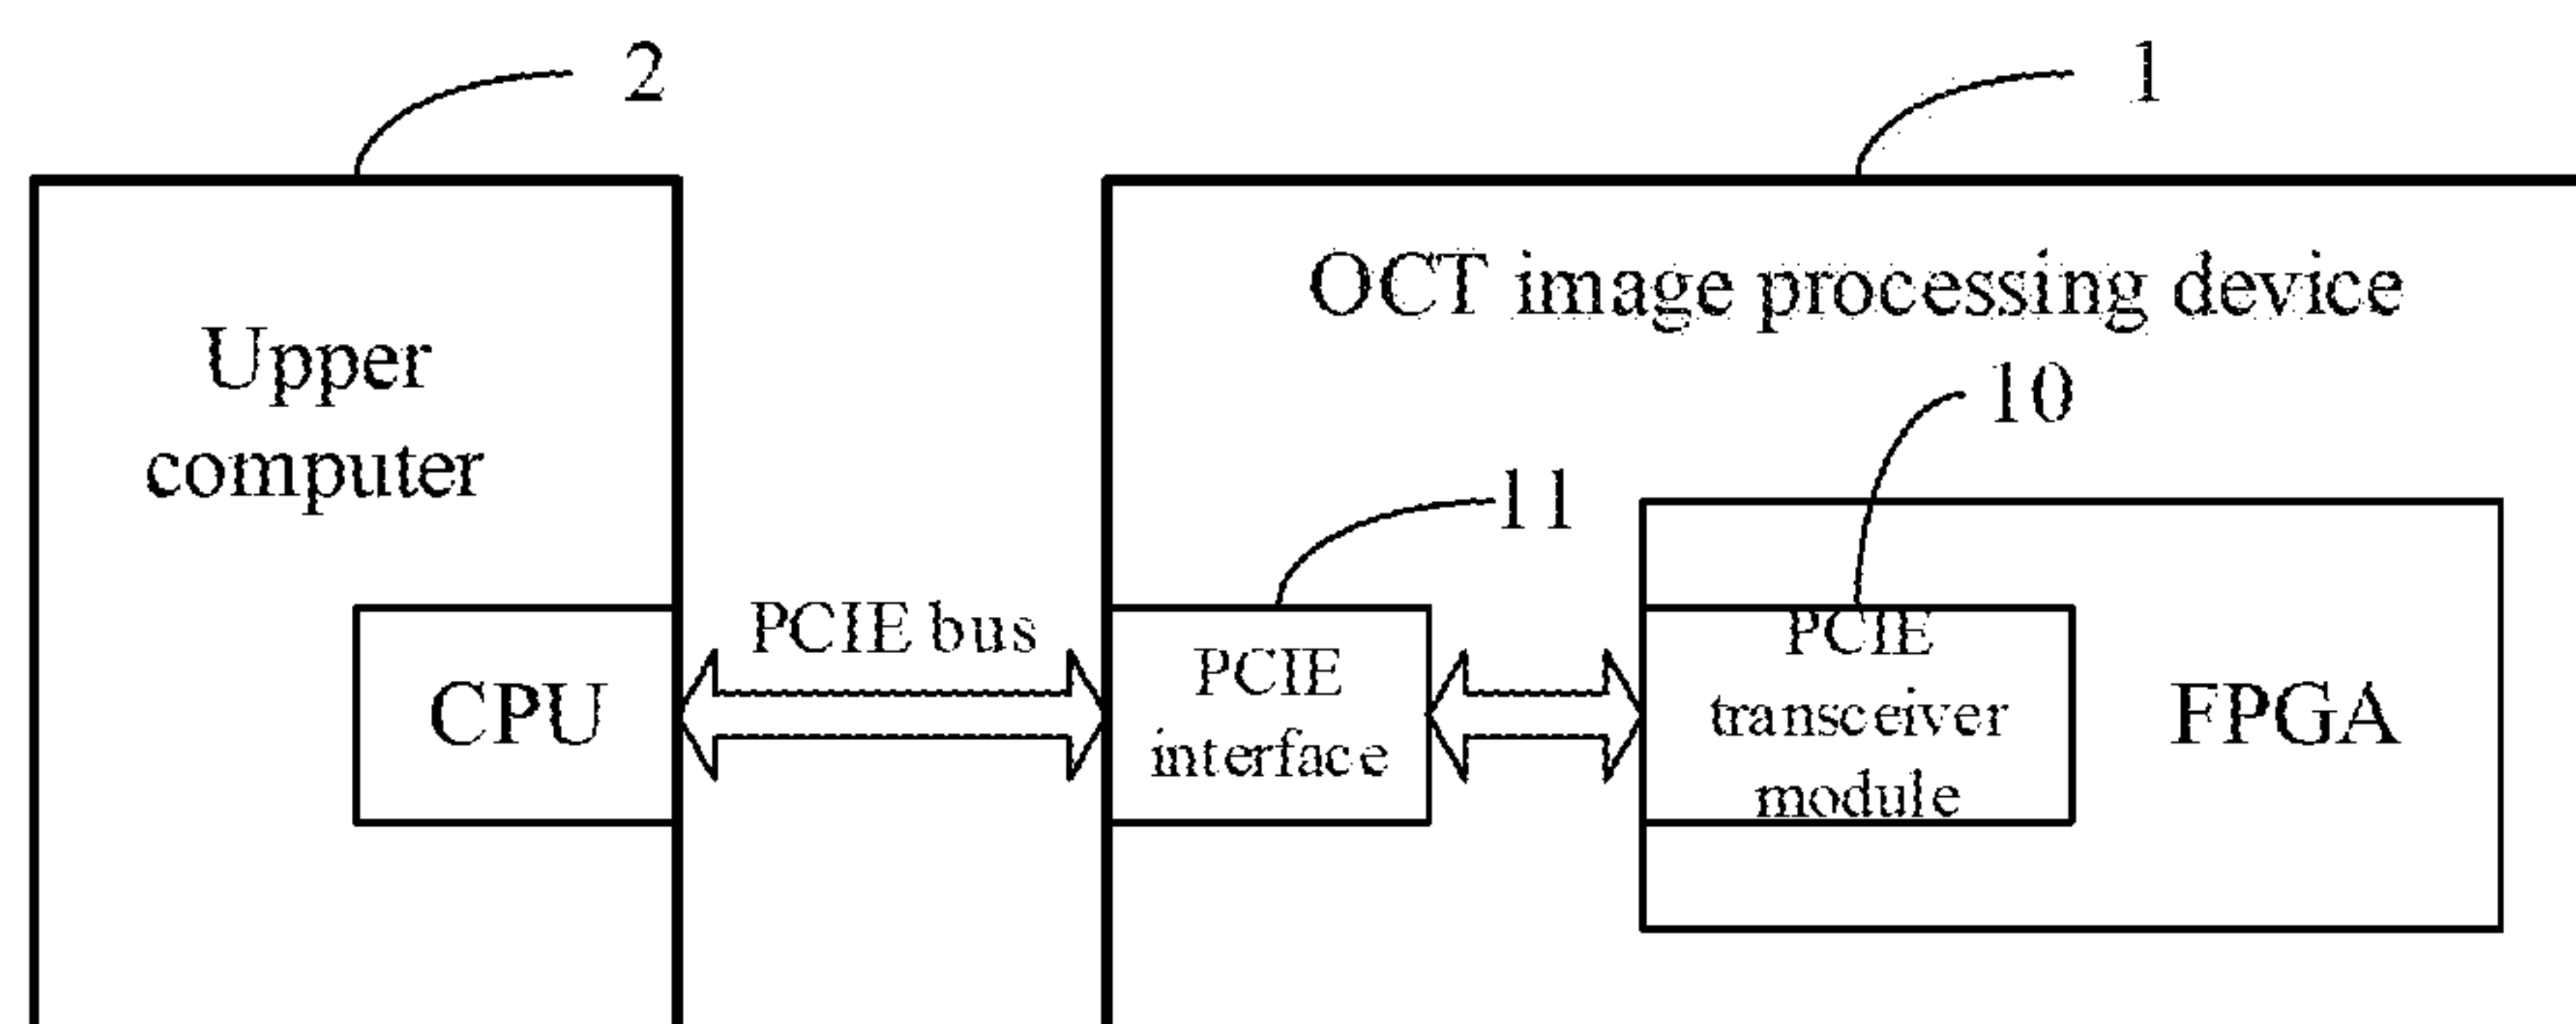 2
1
OCT image processing device
Upper
computer
10
11
PCIE bus
CPU
PCIE
interface
PCIE
transceiver
module
FPGA